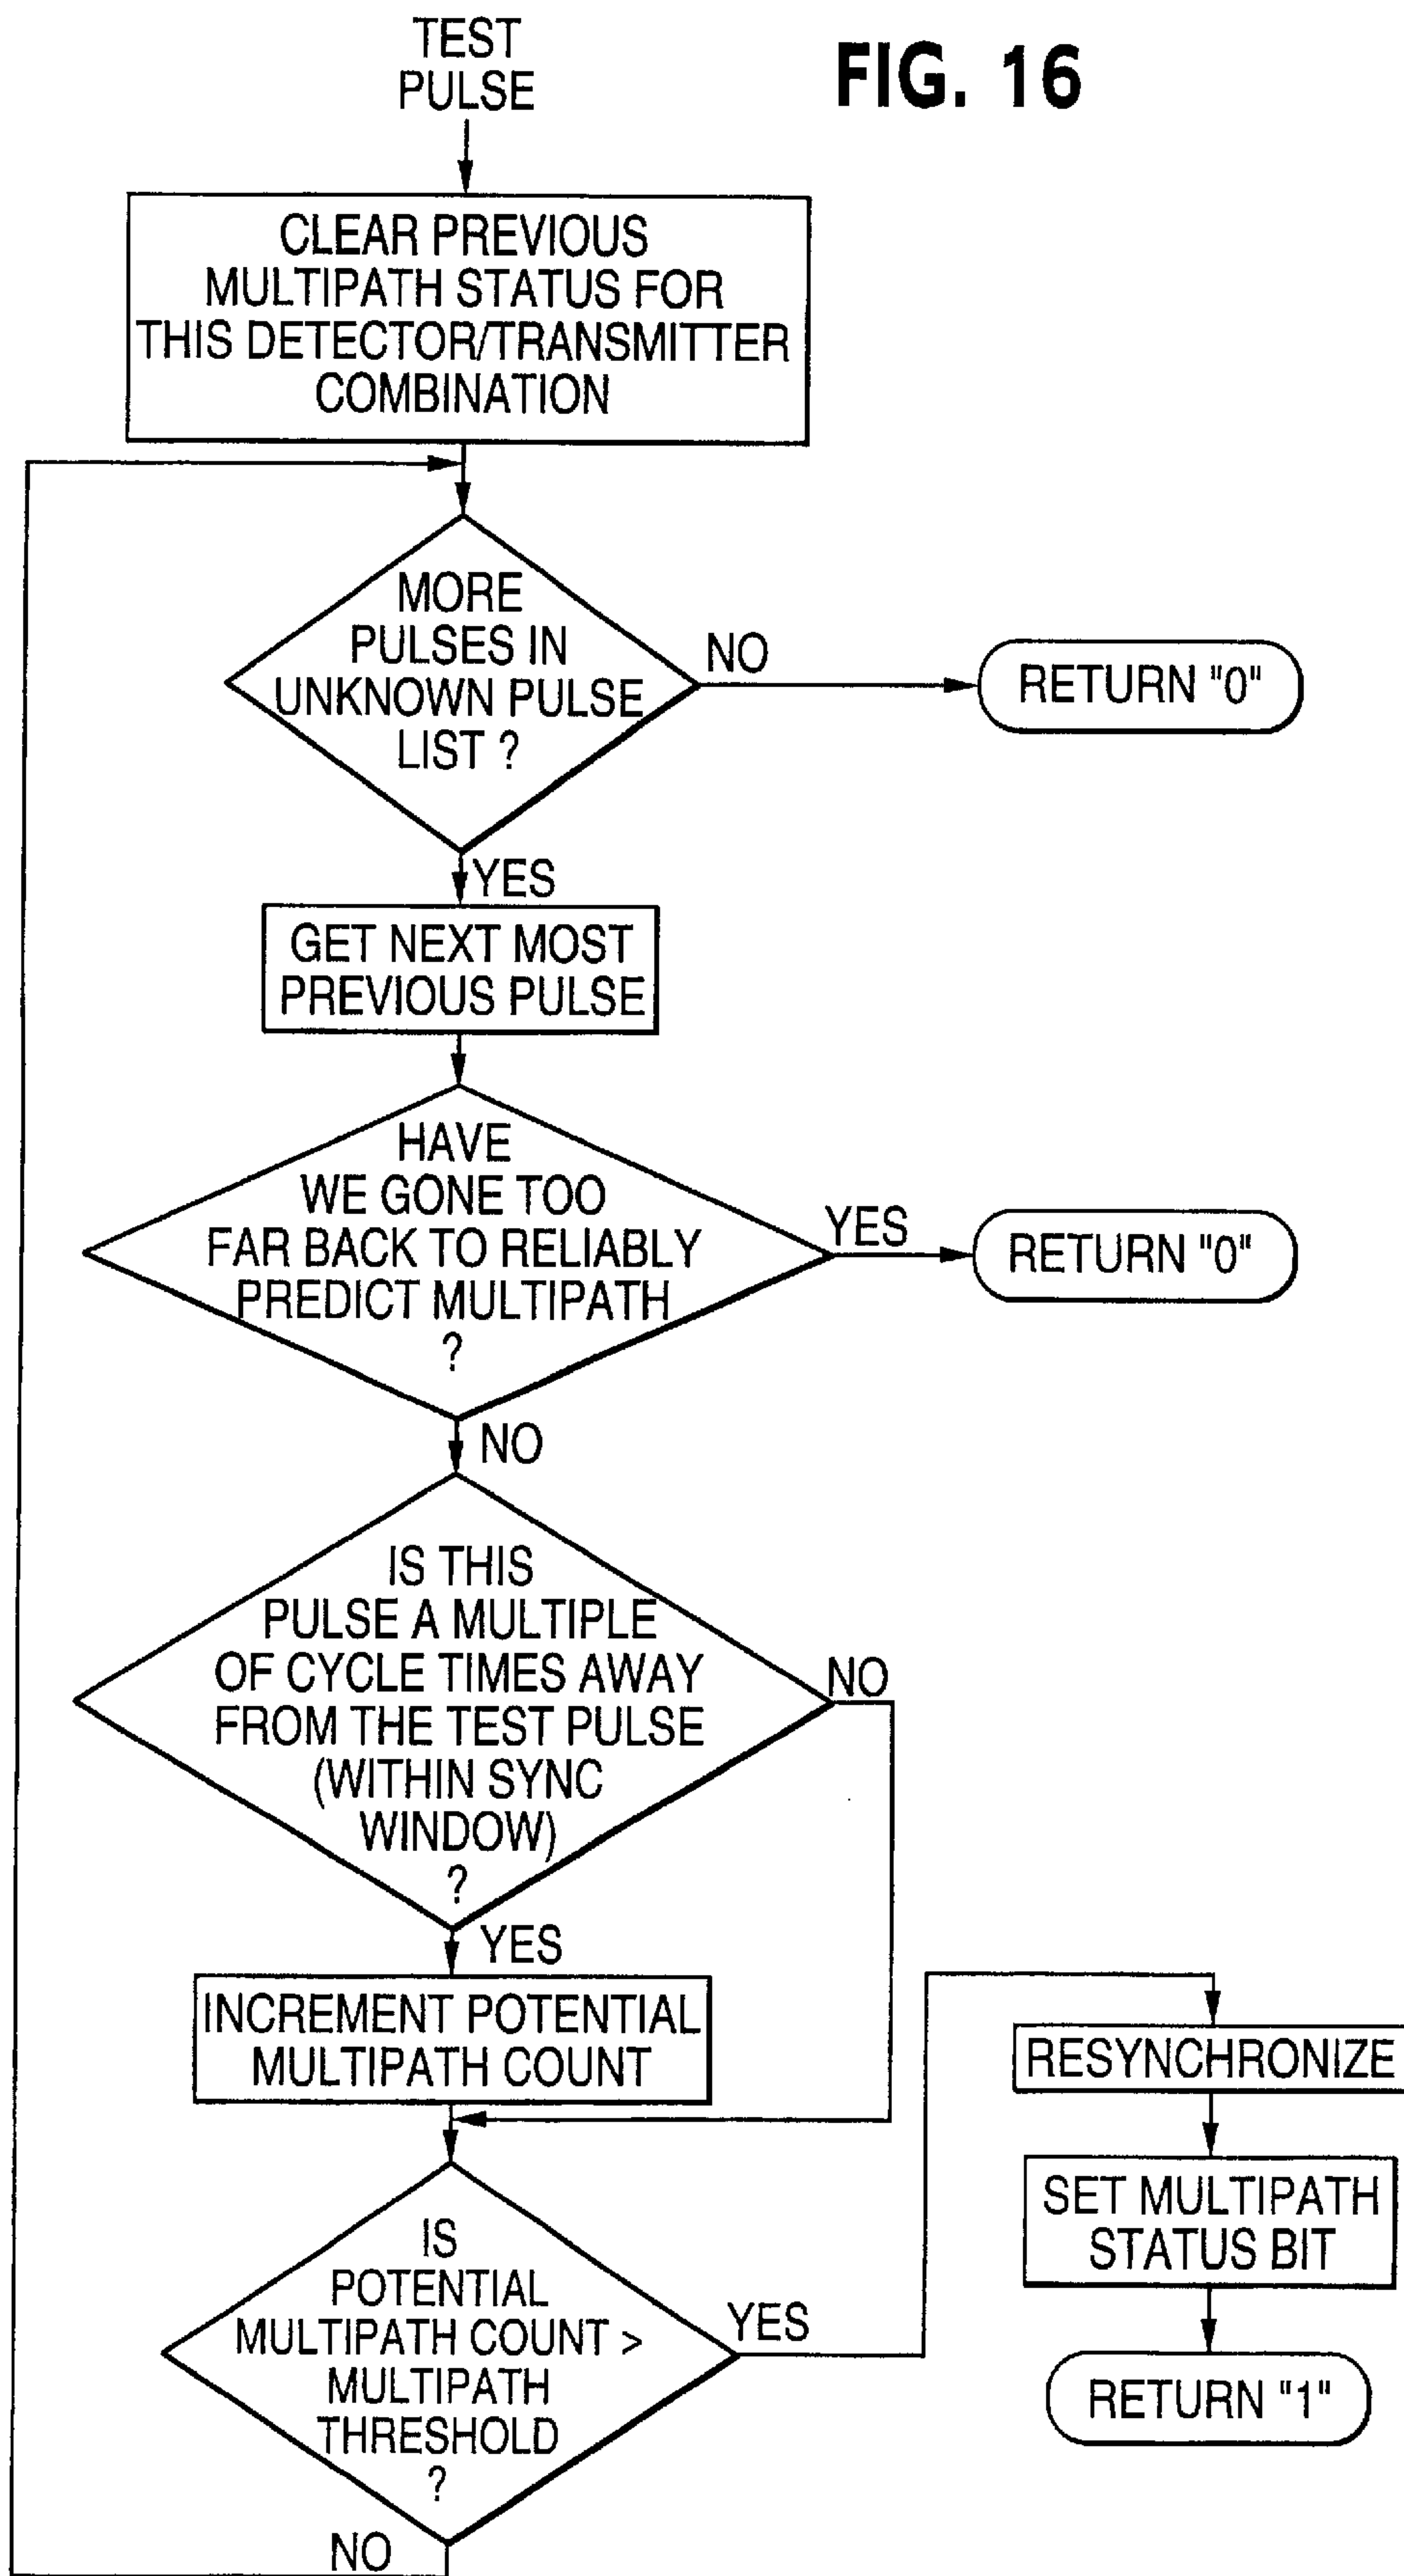 TEST
PULSE
FIG. 16
CLEAR PREVIOUS
MULTIPATH STATUS FOR
THIS DETECTOR/TRANSMITTER
COMBINATION
MORE
PULSES IN
UNKNOWN PULSE
LIST ?
NO
RETURN "0"
YES
GET NEXT MOST
PREVIOUS PULSE
HAVE
WE GONE TOO
FAR BACK TO RELIABLY
PREDICT MULTIPATH
?
YES
RETURN "0"
NO
IS THIS
PULSE A MULTIPLE
OF CYCLE TIMES AWAY
FROM THE TEST PULSE
(WITHIN SYNC
WINDOW)
?
NO
YES
INCREMENT POTENTIAL
MULTIPATH COUNT
IS
POTENTIAL
MULTIPATH COUNT >
MULTIPATH
THRESHOLD
?
YES
NO
RESYNCHRONIZE
SET MULTIPATH
STATUS BIT
RETURN "1"